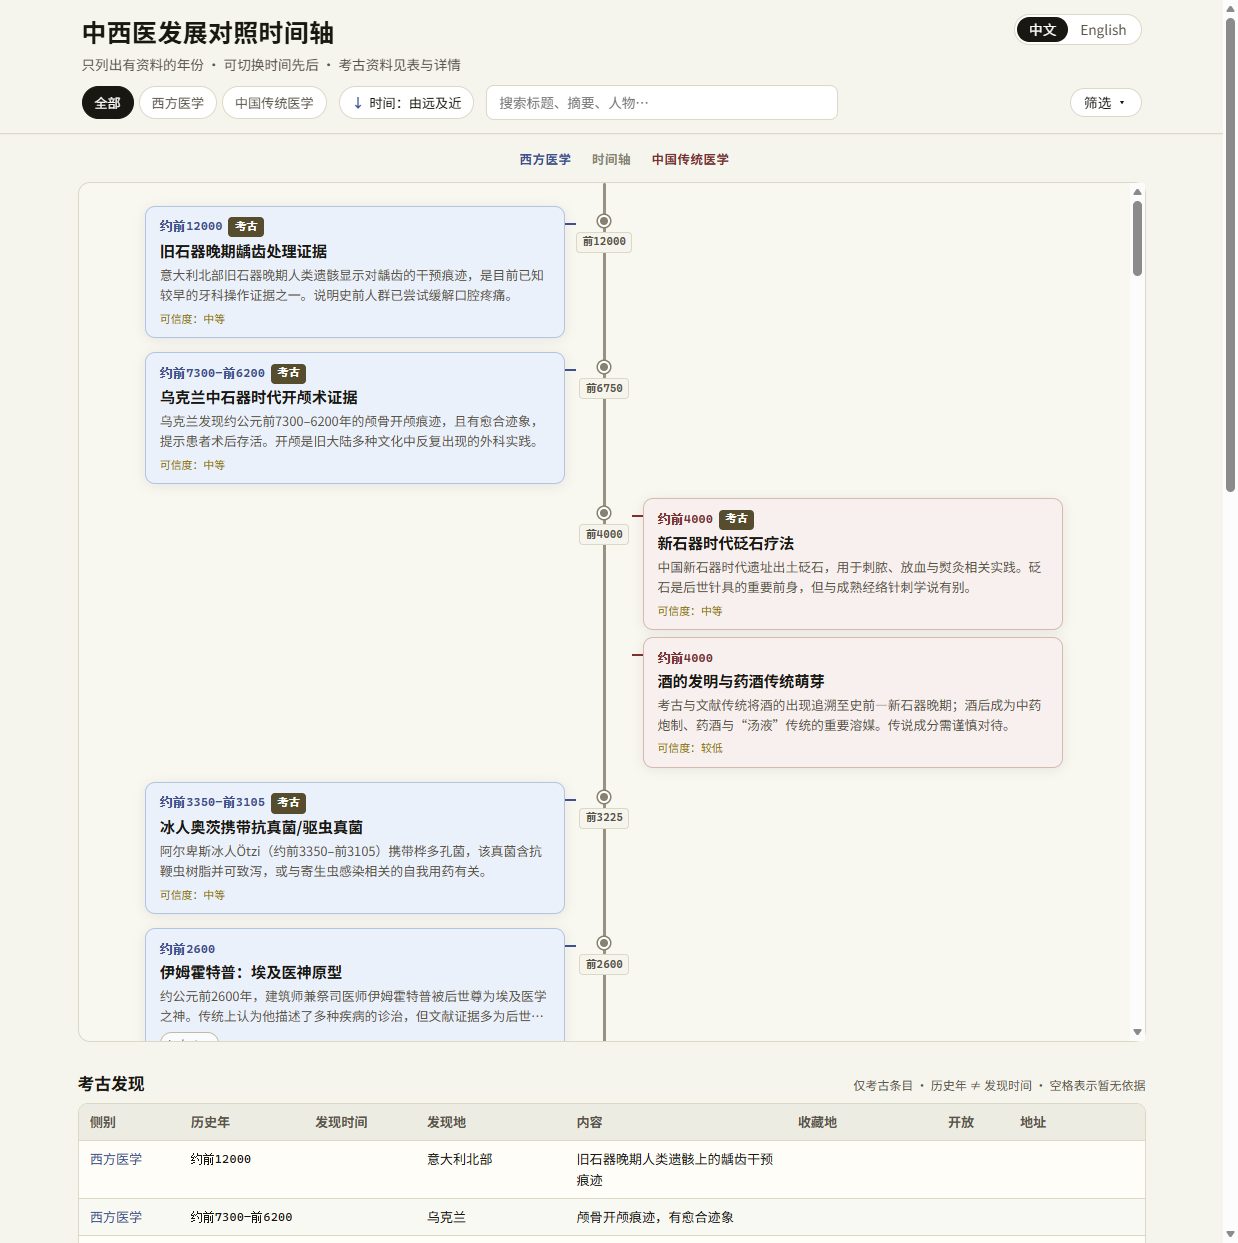 中西医发展对照时间轴
中文 English
只列出有资料的年份 · 可切换时间先后 · 考古资料见表与详情
全部 西方医学 中国传统医学 ↓ 时间：由远及近 搜索标题、摘要、人物… 筛选
西方医学 时间轴 中国传统医学
约前12000 考古
前12000
旧石器晚期龋齿处理证据
意大利北部旧石器晚期人类遗骸显示对龋齿的干预痕迹，是目前已知
较早的牙科操作证据之一。说明史前人群已尝试缓解口腔疼痛。
可信度：中等
约前7300–前6200 考古
前6750
乌克兰中石器时代开颅术证据
乌克兰发现约公元前7300–6200年的颅骨开颅痕迹，且有愈合迹象，
提示患者术后存活。开颅是旧大陆多种文化中反复出现的外科实践。
可信度：中等
前4000
约前4000 考古
新石器时代砭石疗法
中国新石器时代遗址出土砭石，用于刺脓、放血与熨灸相关实践。砭
石是后世针具的重要前身，但与成熟经络针刺学说有别。
可信度：中等
约前4000
酒的发明与药酒传统萌芽
考古与文献传统将酒的出现追溯至史前—新石器晚期；酒后成为中药
炮制、药酒与“汤液”传统的重要溶媒。传说成分需谨慎对待。
可信度：较低
约前3350–前3105 考古
前3225
冰人奥茨携带抗真菌/驱虫真菌
阿尔卑斯冰人Ötzi（约前3350–前3105）携带桦多孔菌，该真菌含抗
鞭虫树脂并可致泻，或与寄生虫感染相关的自我用药有关。
可信度：中等
约前2600
前2600
伊姆霍特普：埃及医神原型
约公元前2600年，建筑师兼祭司医师伊姆霍特普被后世尊为埃及医学
之神。传统上认为他描述了多种疾病的诊治，但文献证据多为后世…
考古发现
仅考古条目 · 历史年 ≠ 发现时间 · 空格表示暂无依据
侧别 历史年 发现时间 发现地 内容 收藏地 开放 地址
西方医学 约前12000 意大利北部 旧石器晚期人类遗骸上的龋齿干预
痕迹
西方医学 约前7300–前6200 乌克兰 颅骨开颅痕迹，有愈合迹象